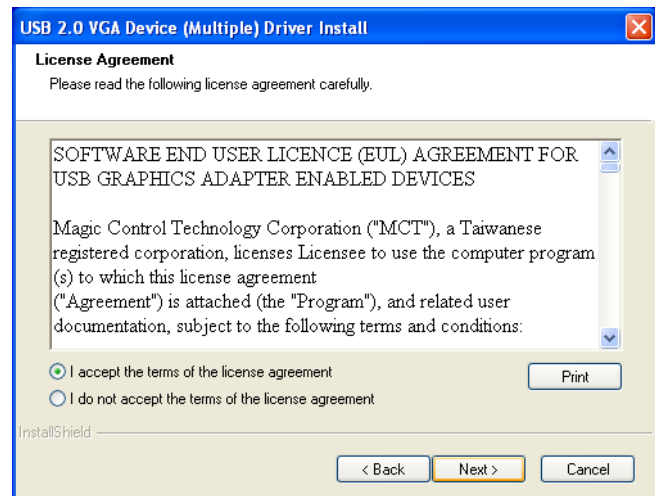 USB 2.0 VGA Device (Multiple) Driver Install
License Agreement
Please read the following license agreement carefully.
SOFTWARE END USER LICENCE (EUL) AGREEMENT FOR
USB GRAPHICS ADAPTER ENABLED DEVICES
Magic Control Technology Corporation ("MCT"), a Taiwanese
registered corporation, licenses Licensee to use the computer program
(s) to which this license agreement
("Agreement") is attached (the "Program"), and related user
documentation, subject to the following terms and conditions:
I accept the terms of the license agreement
Print
I do not accept the terms of the license agreement
InstallShield
< Back
Next >
Cancel